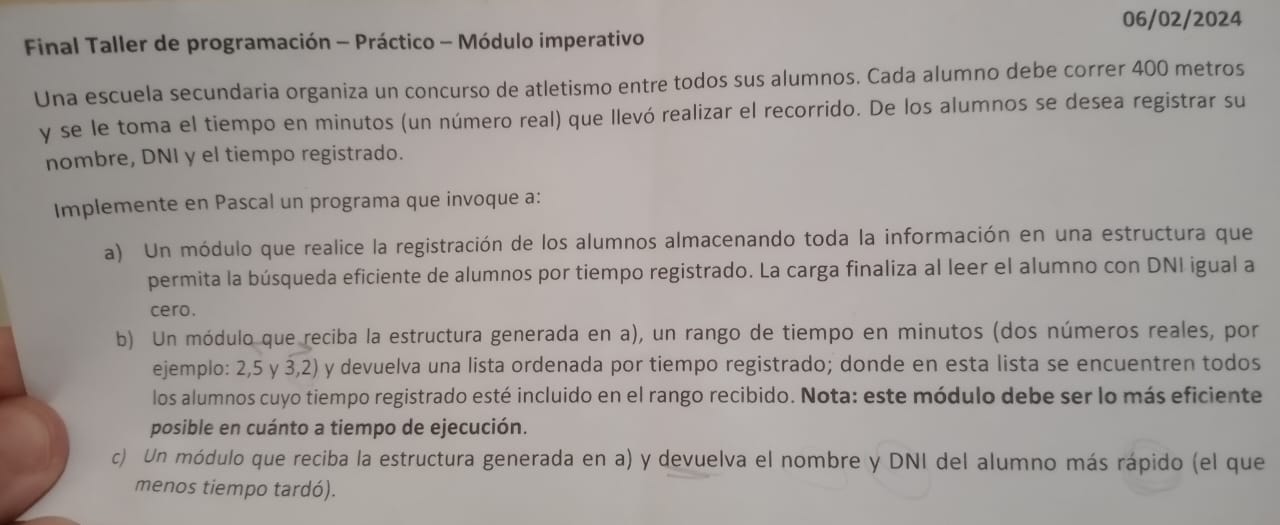 06/02/2024
Final Taller de programación – Práctico – Módulo imperativo
Una escuela secundaria organiza un concurso de atletismo entre todos sus alumnos. Cada alumno debe correr 400 metros
y se le toma el tiempo en minutos (un número real) que llevó realizar el recorrido. De los alumnos se desea registrar su
nombre, DNI y el tiempo registrado.
Implemente en Pascal un programa que invoque a:
a) Un módulo que realice la registración de los alumnos almacenando toda la información en una estructura que
permita la búsqueda eficiente de alumnos por tiempo registrado. La carga finaliza al leer el alumno con DNI igual a
cero.
b) Un módulo que reciba la estructura generada en a), un rango de tiempo en minutos (dos números reales, por
ejemplo: 2,5 y 3,2) y devuelva una lista ordenada por tiempo registrado; donde en esta lista se encuentren todos
los alumnos cuyo tiempo registrado esté incluido en el rango recibido. Nota: este módulo debe ser lo más eficiente
posible en cuánto a tiempo de ejecución.
c) Un módulo que reciba la estructura generada en a) y devuelva el nombre y DNI del alumno más rápido (el que
menos tiempo tardó).